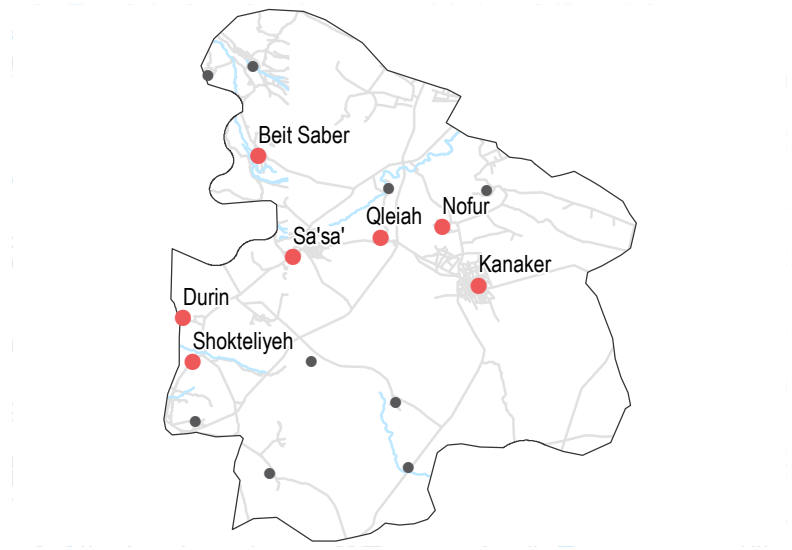 Beit Saber
Nofur
Qleiah
Sa'sa'
Kanaker
Durin
Shokteliyeh